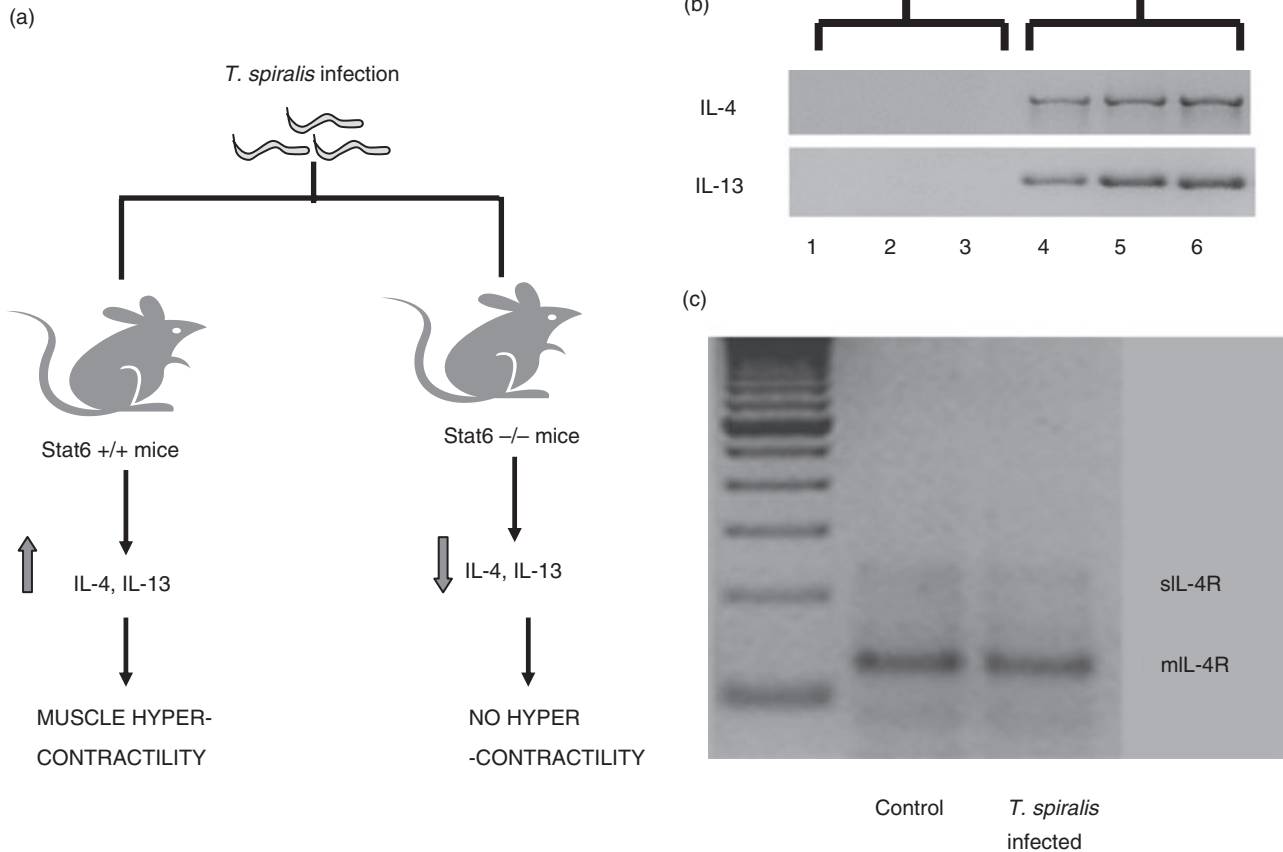 (a)
T. spiralis infection
Stat6 +/+ mice
Stat6 –/– mice
IL-4, IL-13
IL-4, IL-13
MUSCLE HYPER-
CONTRACTILITY
NO HYPER
-CONTRACTILITY
(b)
IL-4
IL-13
1 2 3 4 5 6
(c)
sIL-4R
mIL-4R
Control
T. spiralis
infected